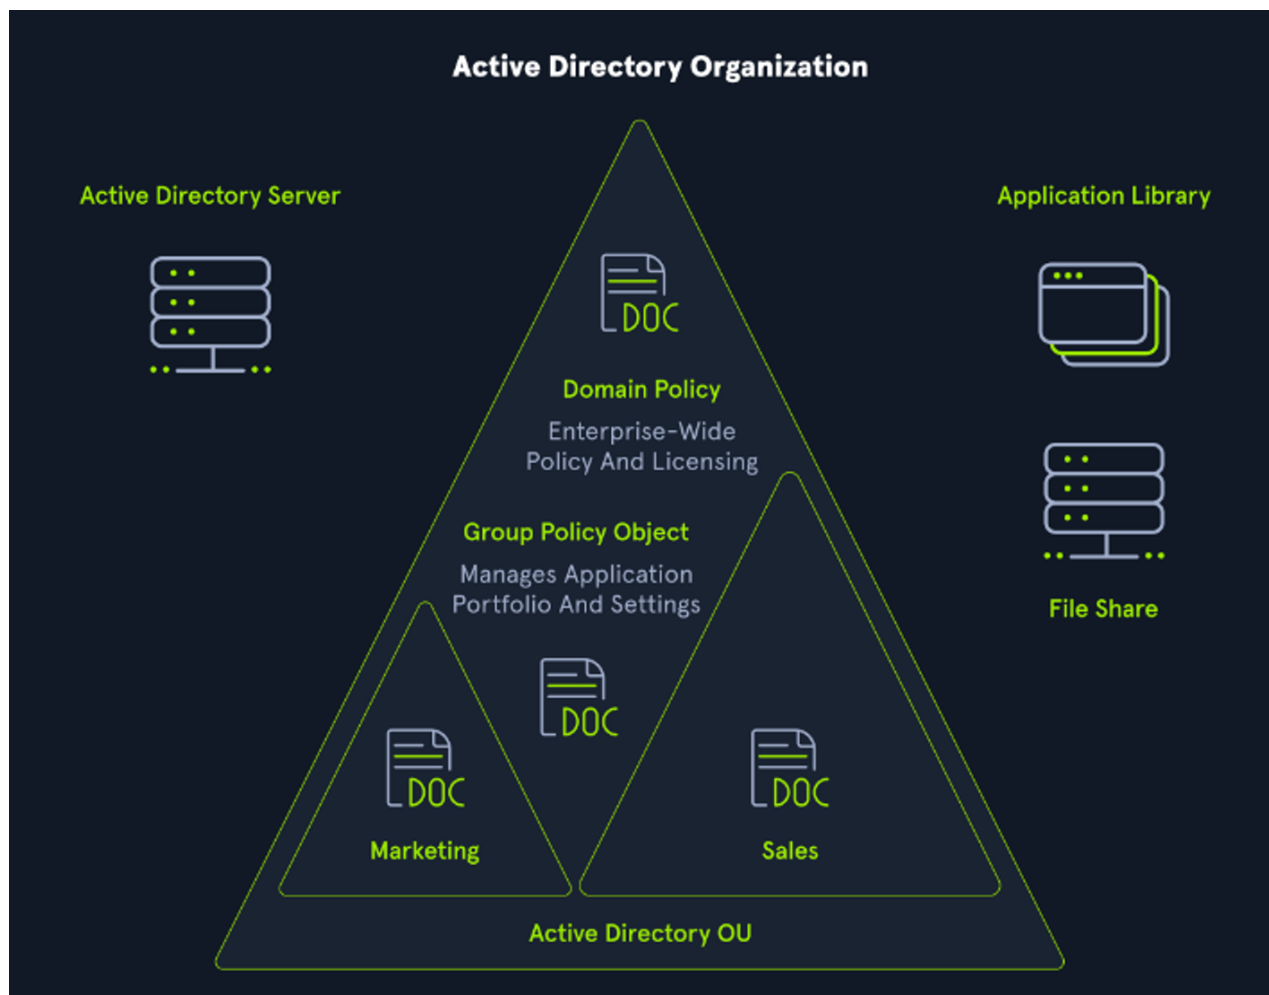 Active Directory Organization
Active Directory Server
Application Library
DOC
Domain Policy
Enterprise-Wide
Policy And Licensing
Group Policy Object
Manages Application
Portfolio And Settings
File Share
DOC
DOC
DOC
Marketing
Sales
Active Directory OU